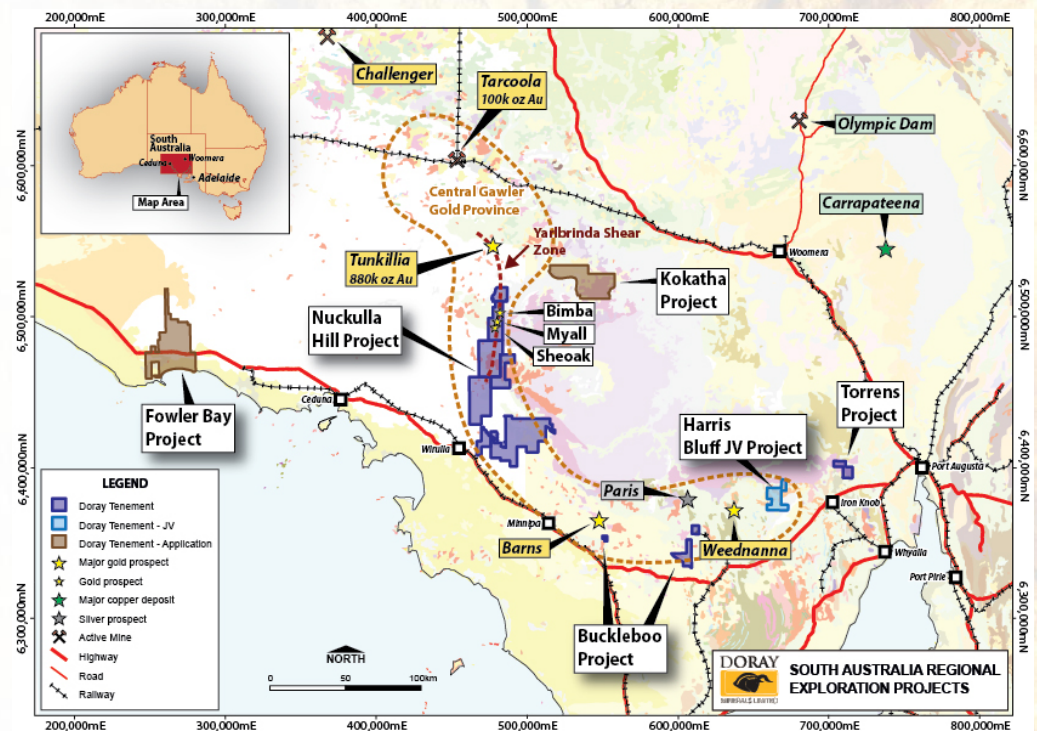 200,000mE
300,000mE
400,000mE
500,000mE
600,000mE
700,000mE
800,000mE
6,600,000mN
6,500,000mN
6,400,000mN
6,300,000mN
6,600,000mN
6,500,000mN
6,400,000mN
6,300,000mN
South
Australia
Woomera
Ceduna
Adelaide
Map Area
Challenger
Tarcoola
100k oz Au
Olympic Dam
Central Gawler
Gold Province
Carrapateena
Yarlbrinda Shear
Zone
Woomera
Tunkillia
880k oz Au
Kokatha
Project
Nuckulla
Hill Project
Bimba
Myall
Sheoak
Fowler Bay
Project
Ceduna
Wirulla
Torrens
Project
Harris
Bluff JV Project
Port Augusta
Paris
Iron Knob
Minnipa
Barns
Weednanna
Whyalla
Port Pirie
Buckleboo
Project
LEGEND
Doray Tenement
Doray Tenement - JV
Doray Tenement - Application
Major gold prospect
Gold prospect
Major copper deposit
Silver prospect
Active Mine
Highway
Road
Railway
NORTH
0
50
100km
DORAY
MINERALS LIMITED
SOUTH AUSTRALIA REGIONAL
EXPLORATION PROJECTS
200,000mE
300,000mE
400,000mE
500,000mE
600,000mE
700,000mE
800,000mE